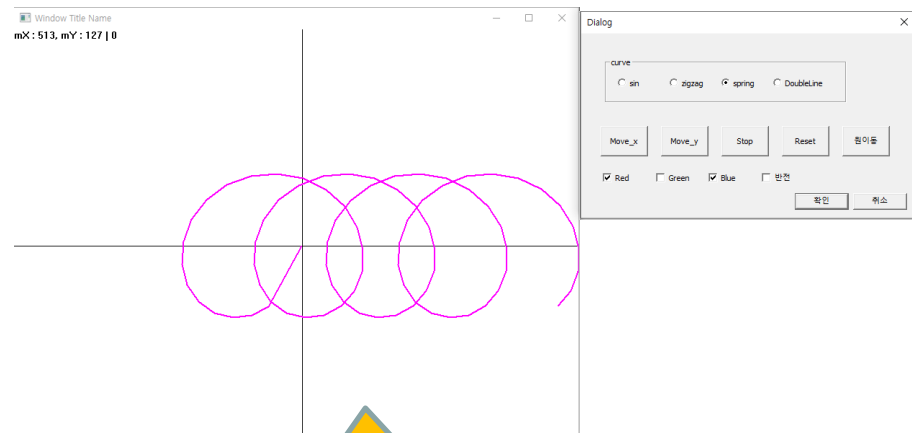 Window Title Name
mX : 513, mY : 127 | 0
Dialog
curve
sin
zigzag
spring
DoubleLine
Move_x
Move_y
Stop
Reset
원이동
Red
Green
Blue
반전
확인
취소